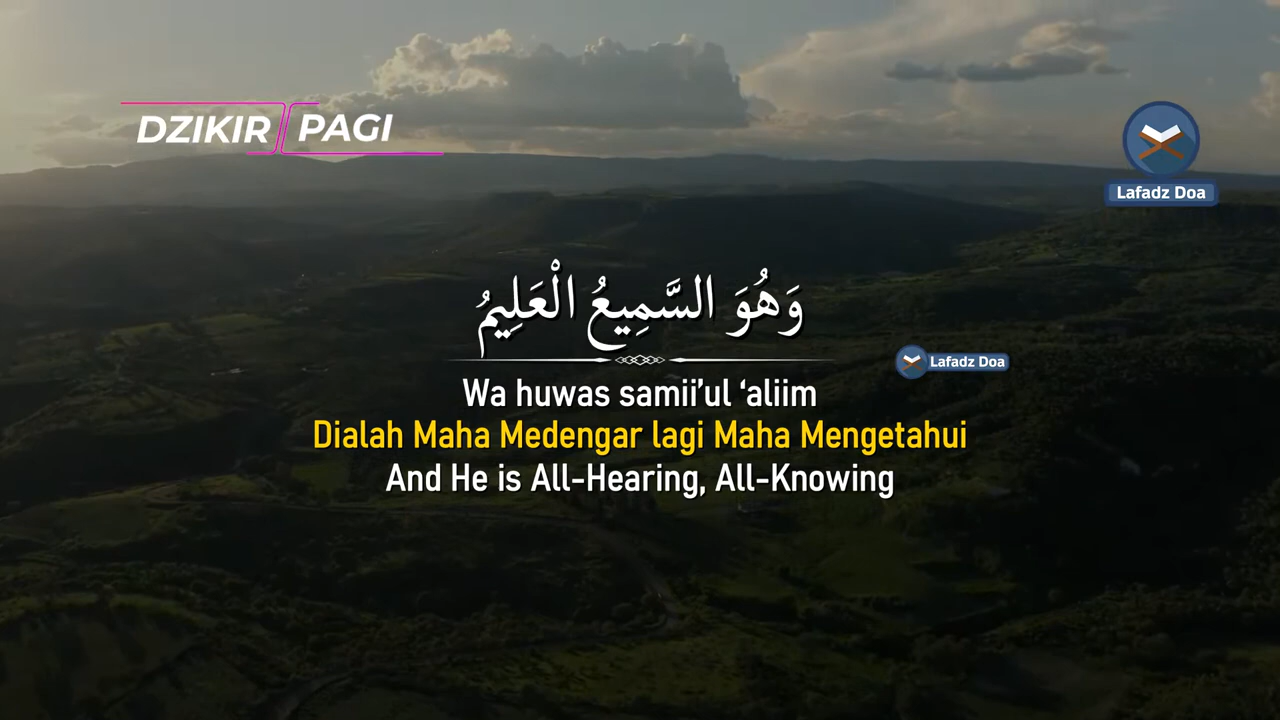 DZIKIR PAGI
Lafadz Doa
وَهُوَ السَّمِيعُ الْعَلِيمُ
Lafadz Doa
Wa huwas samii’ul ‘aliim
Dialah Maha Medengar lagi Maha Mengetahui
And He is All-Hearing, All-Knowing